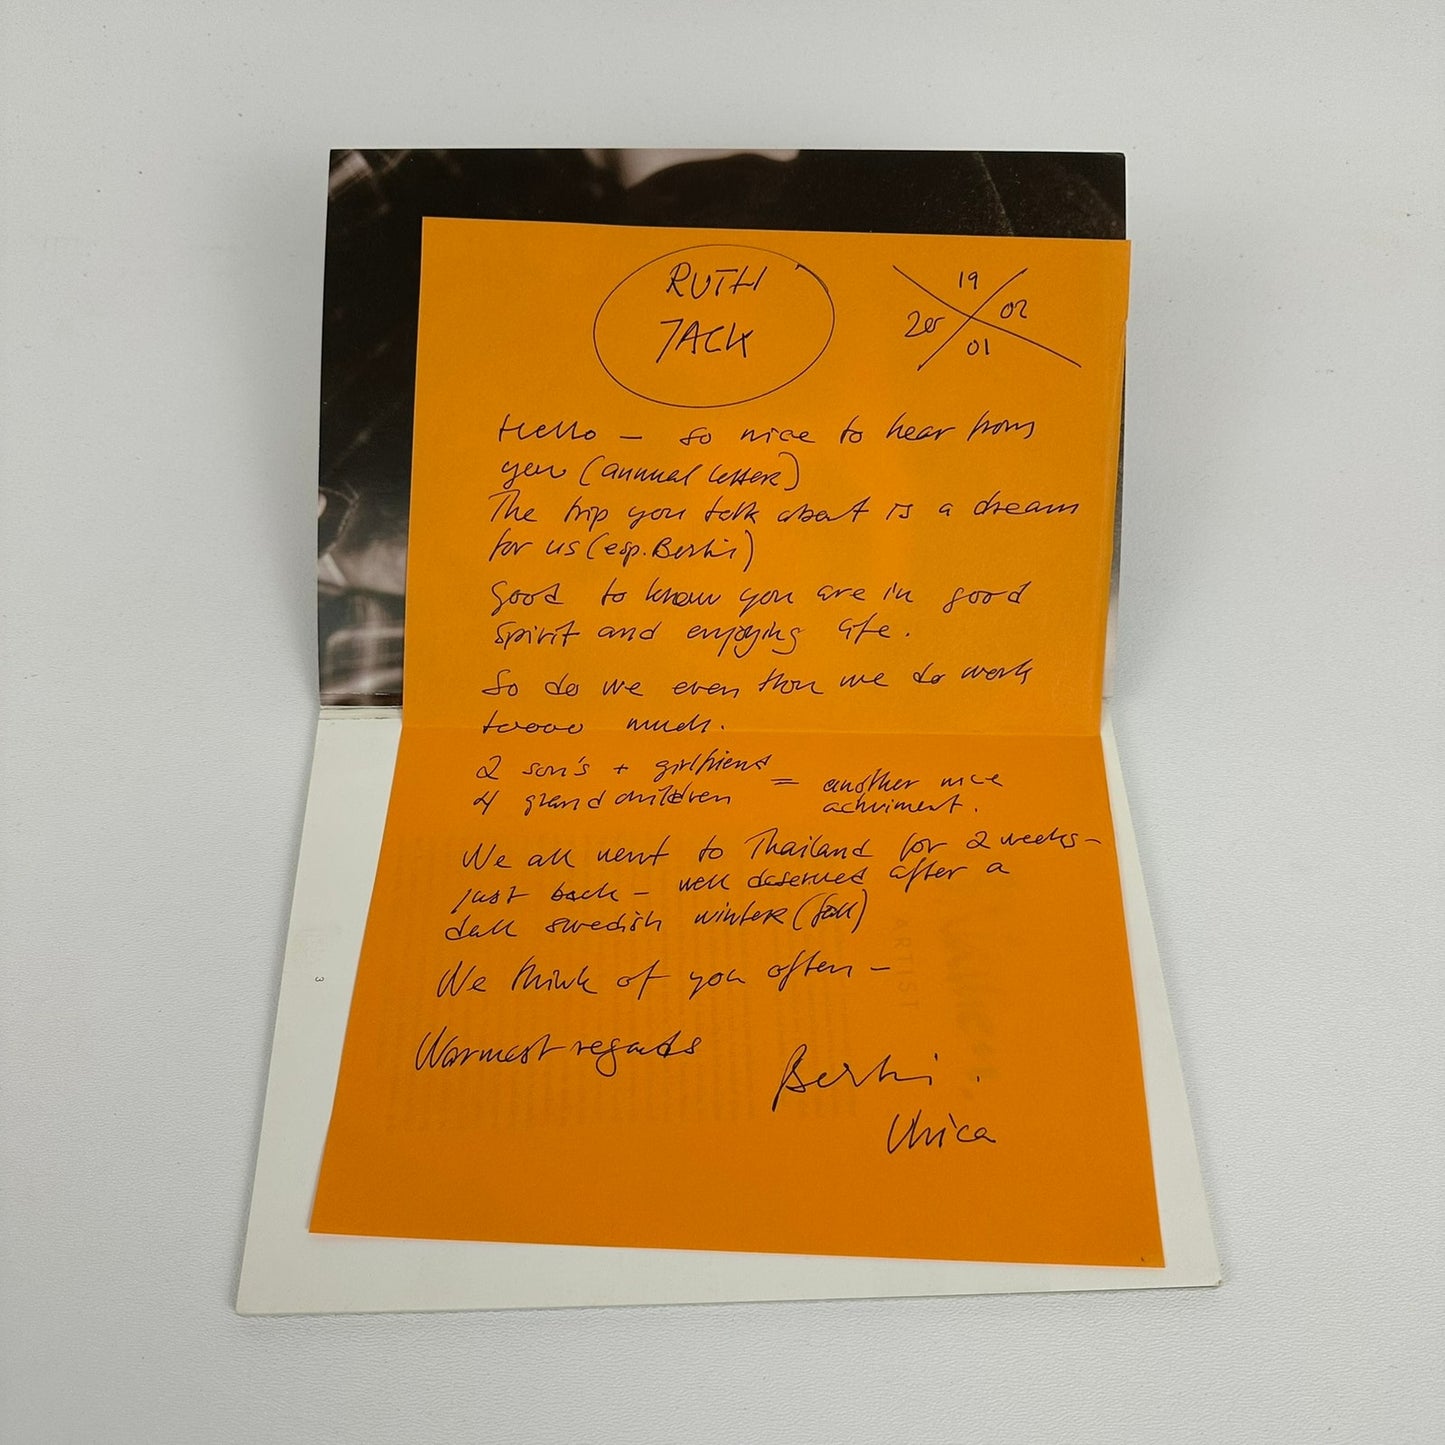 RUTH
JACK
19
20 02
01
Hello – so nice to hear from
you (annual letter)
The trip you talk about is a dream
for us (esp. Bertil)
Good to know you are in good
spirit and enjoying life.
So do we even thou we do work
toooo much.
2 son's + girlfriend
4 grandchildren = another nice
achviment.
We all went to Thailand for 2 weeks –
just back – well deserved after a
dull swedish winter (fall)
We think of you often –
Warmest regards
Bertil.
Ulrica
ARTIST
3